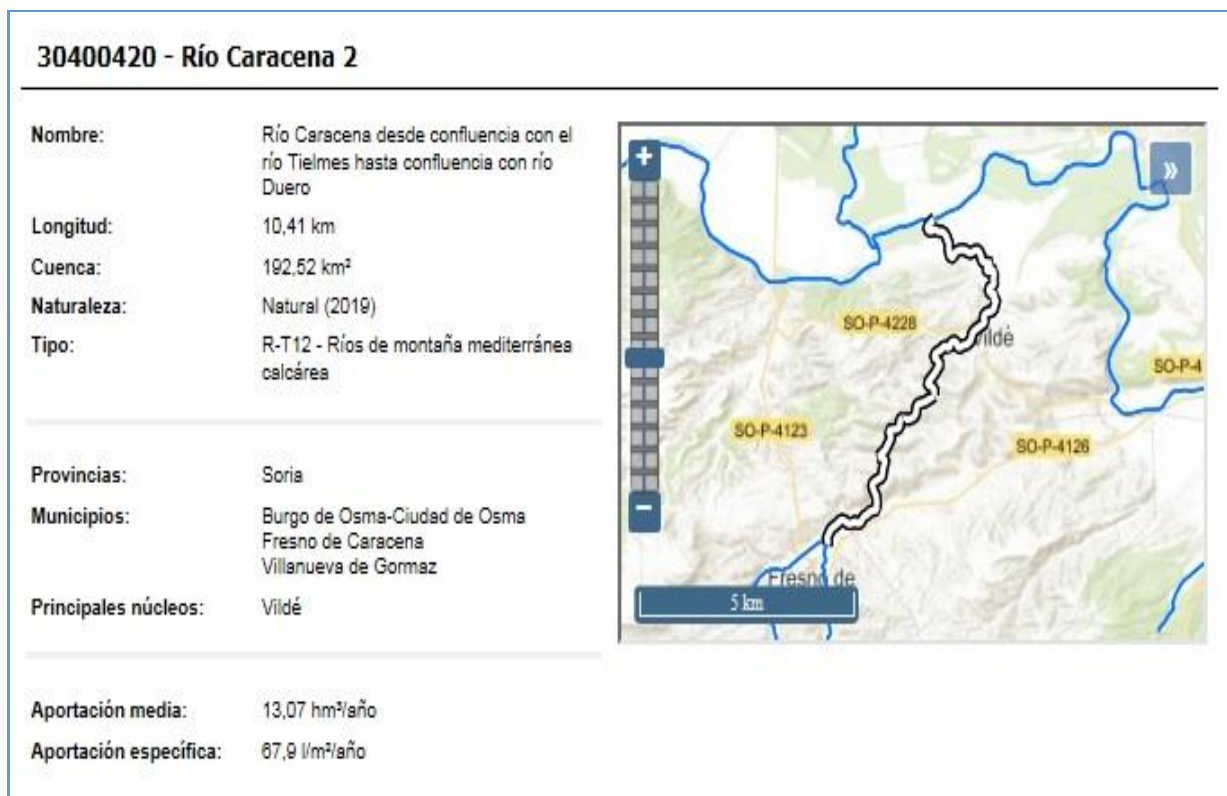 30400420 - Río Caracena 2
Nombre:
Río Caracena desde confluencia con el
río Tielmes hasta confluencia con río
Duero
Longitud:
10,41 km
Cuenca:
192,52 km²
Naturaleza:
Natural (2019)
Tipo:
R-T12 - Ríos de montaña mediterránea
calcárea
Provincias:
Soria
Municipios:
Burgo de Osma-Ciudad de Osma
Fresno de Caracena
Villanueva de Gormaz
Principales núcleos:
Vildé
Aportación media:
13,07 hm³/año
Aportación específica:
67,9 l/m²/año
+
»
SO-P-4228
Vildé
SO-P-4
SO-P-4123
SO-P-4126
−
Fresno de
5 km